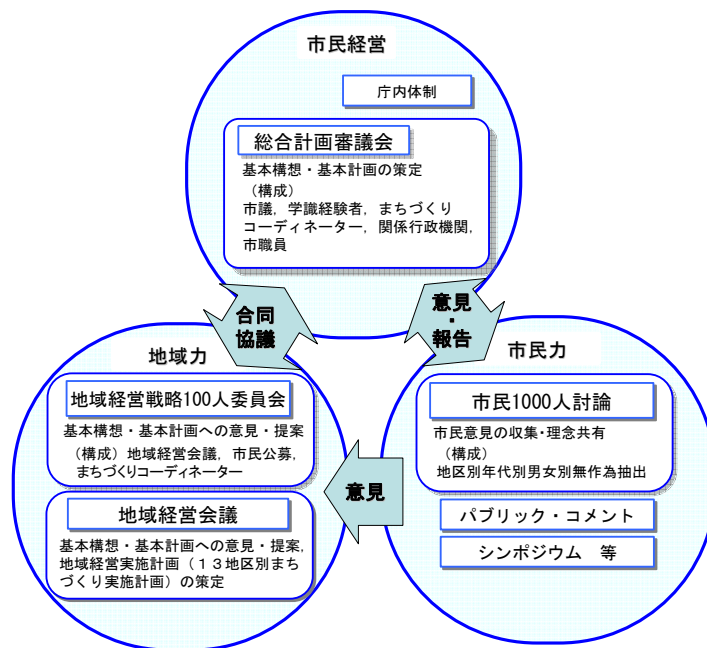 市民経営
庁内体制
総合計画審議会
基本構想・基本計画の策定
（構成）
市議，学識経験者，まちづくり
コーディネーター，関係行政機関，
市職員
合同
協議
意見
・
報告
地域力
地域経営戦略100人委員会
基本構想・基本計画への意見・提案
（構成）地域経営会議，市民公募，
まちづくりコーディネーター
地域経営会議
基本構想・基本計画への意見・提案，
地域経営実施計画（１３地区別まち
づくり実施計画）の策定
意見
市民力
市民1000人討論
市民意見の収集・理念共有
（構成）
地区別年代別男女別無作為抽出
パブリック・コメント
シンポジウム　等